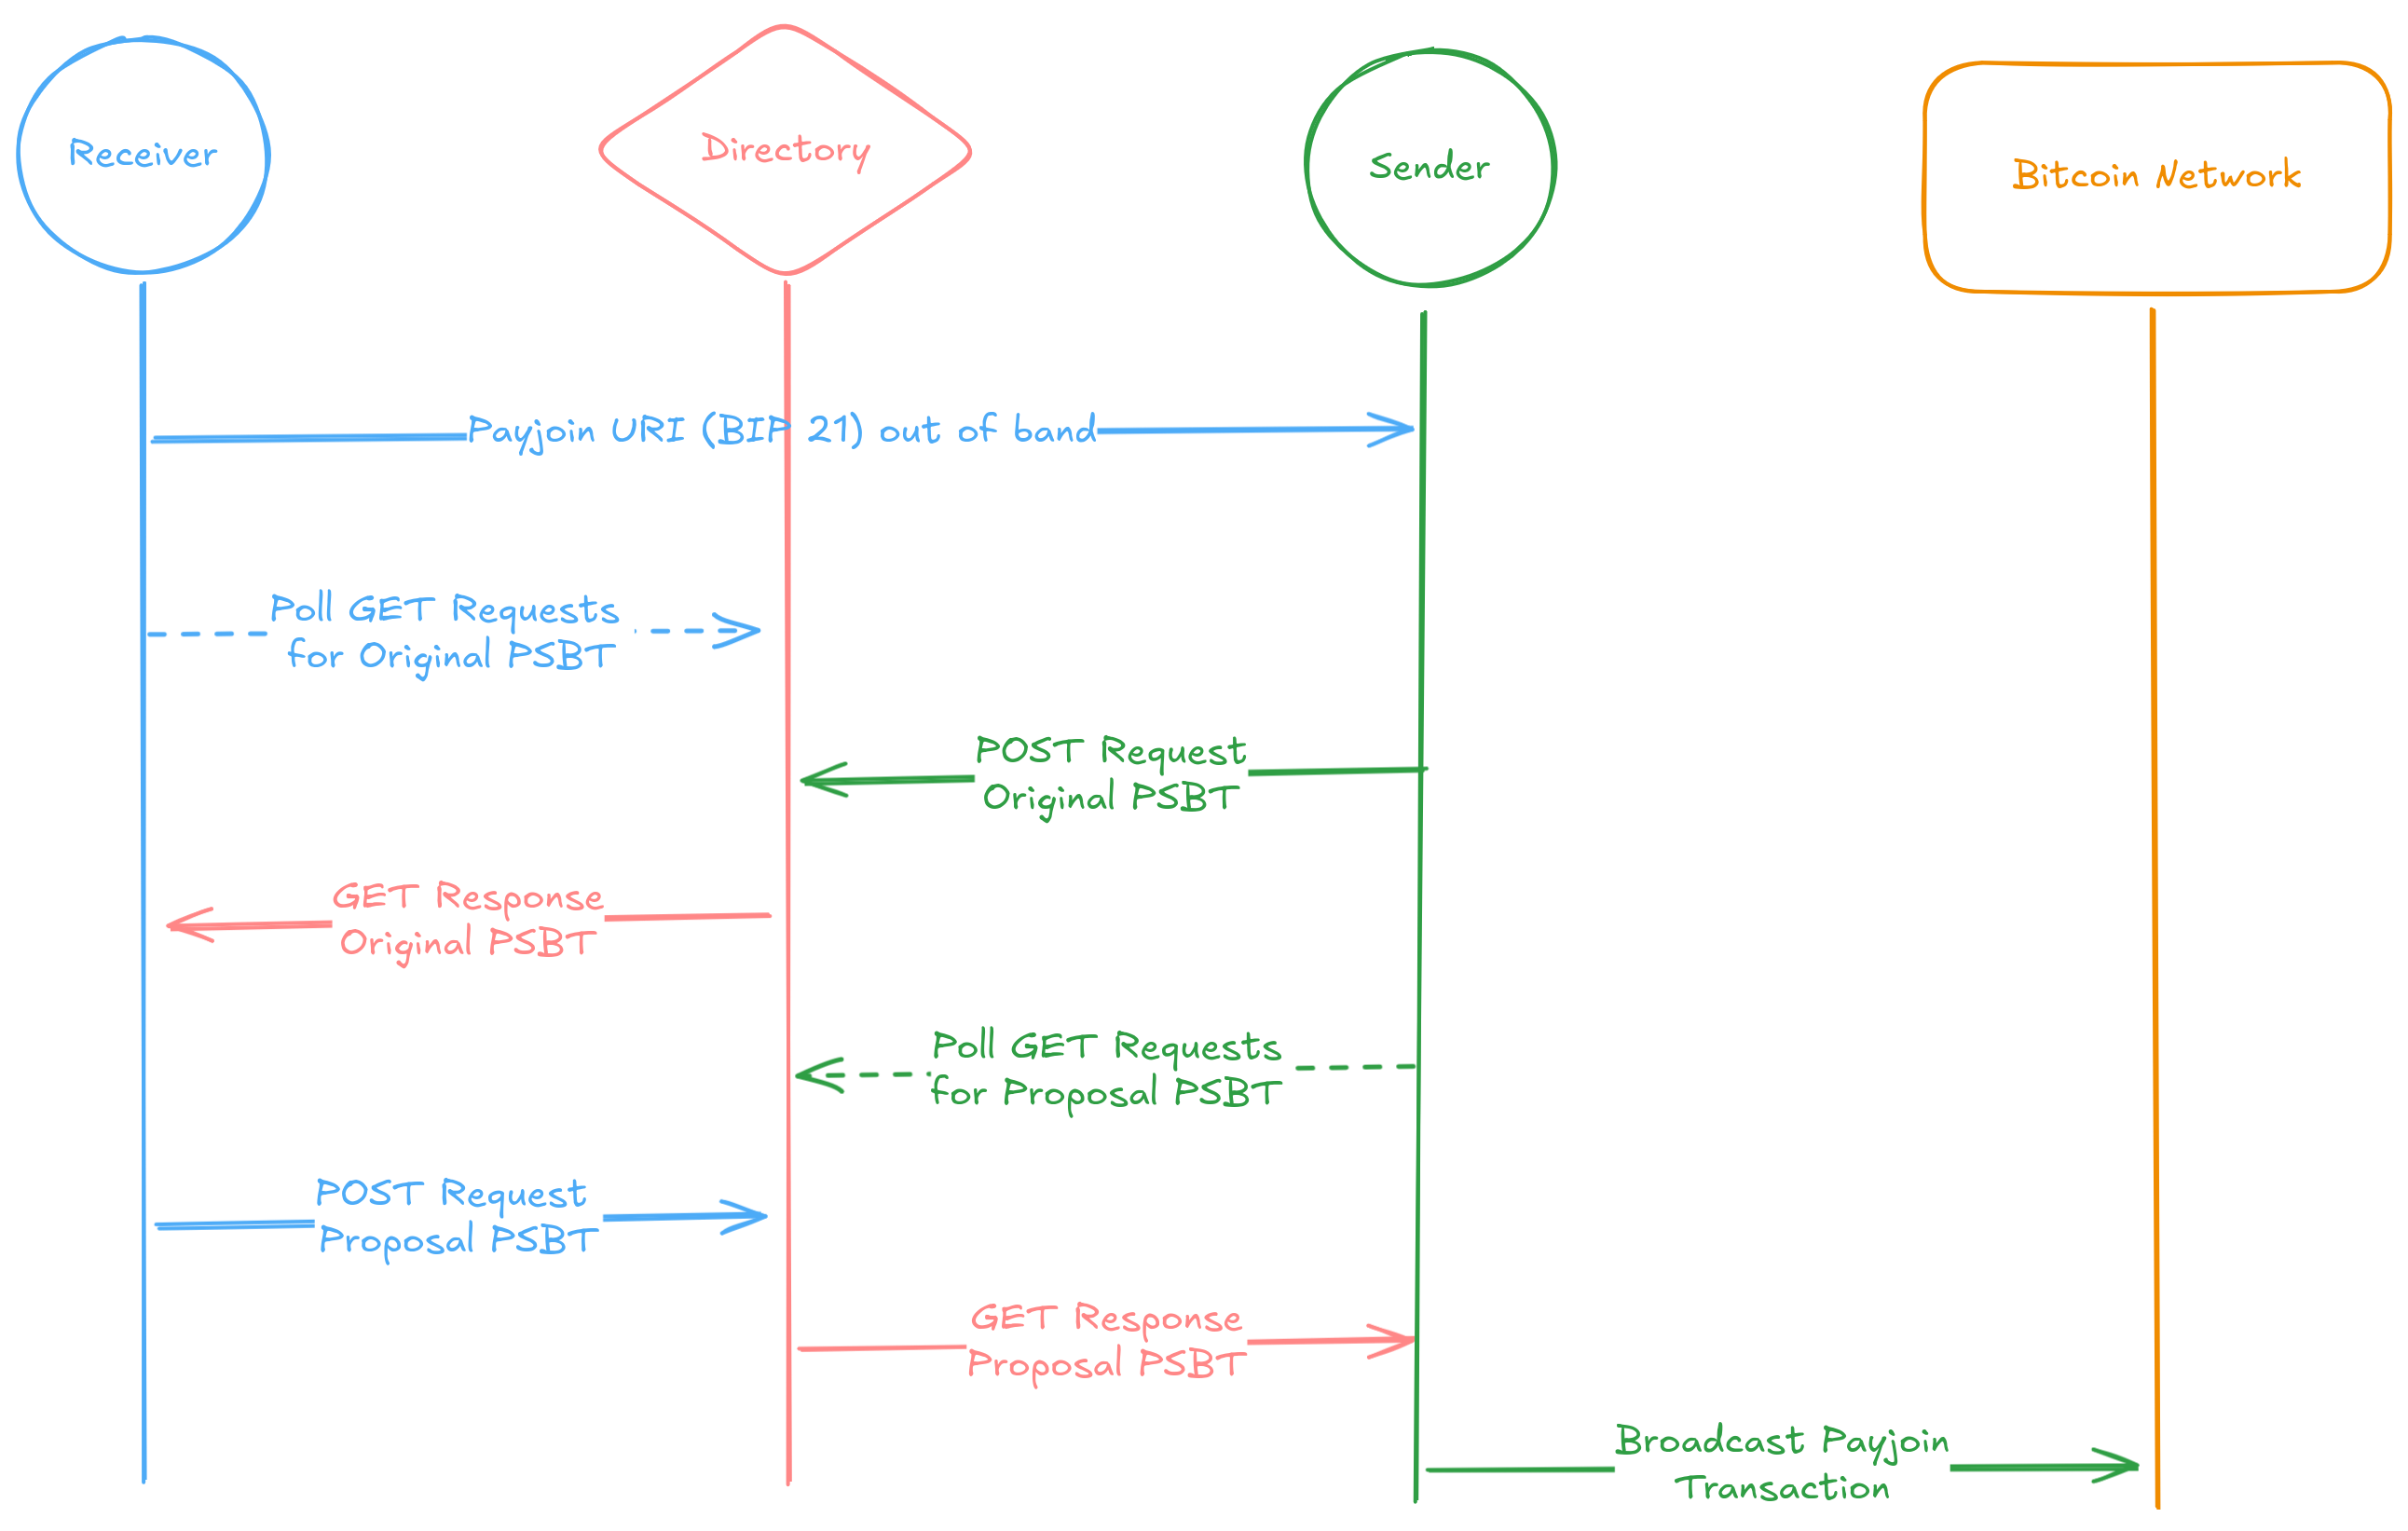 Receiver
Directory
Sender
Bitcoin Network
Payjoin URI (BIP 21) out of band
Poll GET Requests
for Original PSBT
POST Request
Original PSBT
GET Response
Original PSBT
Poll GET Requests
for Proposal PSBT
POST Request
Proposal PSBT
GET Response
Proposal PSBT
Broadcast Payjoin
Transaction